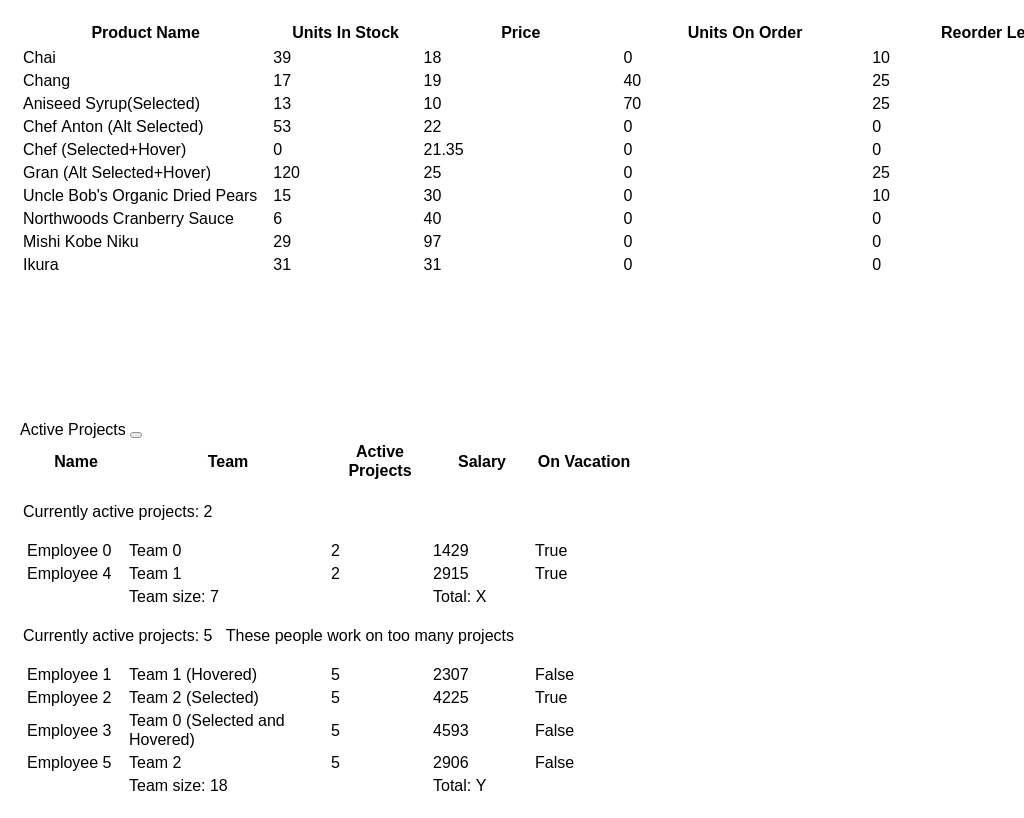 Product Name Units In Stock Price Units On Order Reorder Le
Chai 39 18 0 10
Chang 17 19 40 25
Aniseed Syrup(Selected) 13 10 70 25
Chef Anton (Alt Selected) 53 22 0 0
Chef (Selected+Hover) 0 21.35 0 0
Gran (Alt Selected+Hover) 120 25 0 25
Uncle Bob's Organic Dried Pears 15 30 0 10
Northwoods Cranberry Sauce 6 40 0 0
Mishi Kobe Niku 29 97 0 0
Ikura 31 31 0 0
Active Projects
Name Team Active Projects Salary On Vacation
Currently active projects: 2
Employee 0 Team 0 2 1429 True
Employee 4 Team 1 2 2915 True
Team size: 7 Total: X
Currently active projects: 5 These people work on too many projects
Employee 1 Team 1 (Hovered) 5 2307 False
Employee 2 Team 2 (Selected) 5 4225 True
Employee 3 Team 0 (Selected and Hovered) 5 4593 False
Employee 5 Team 2 5 2906 False
Team size: 18 Total: Y